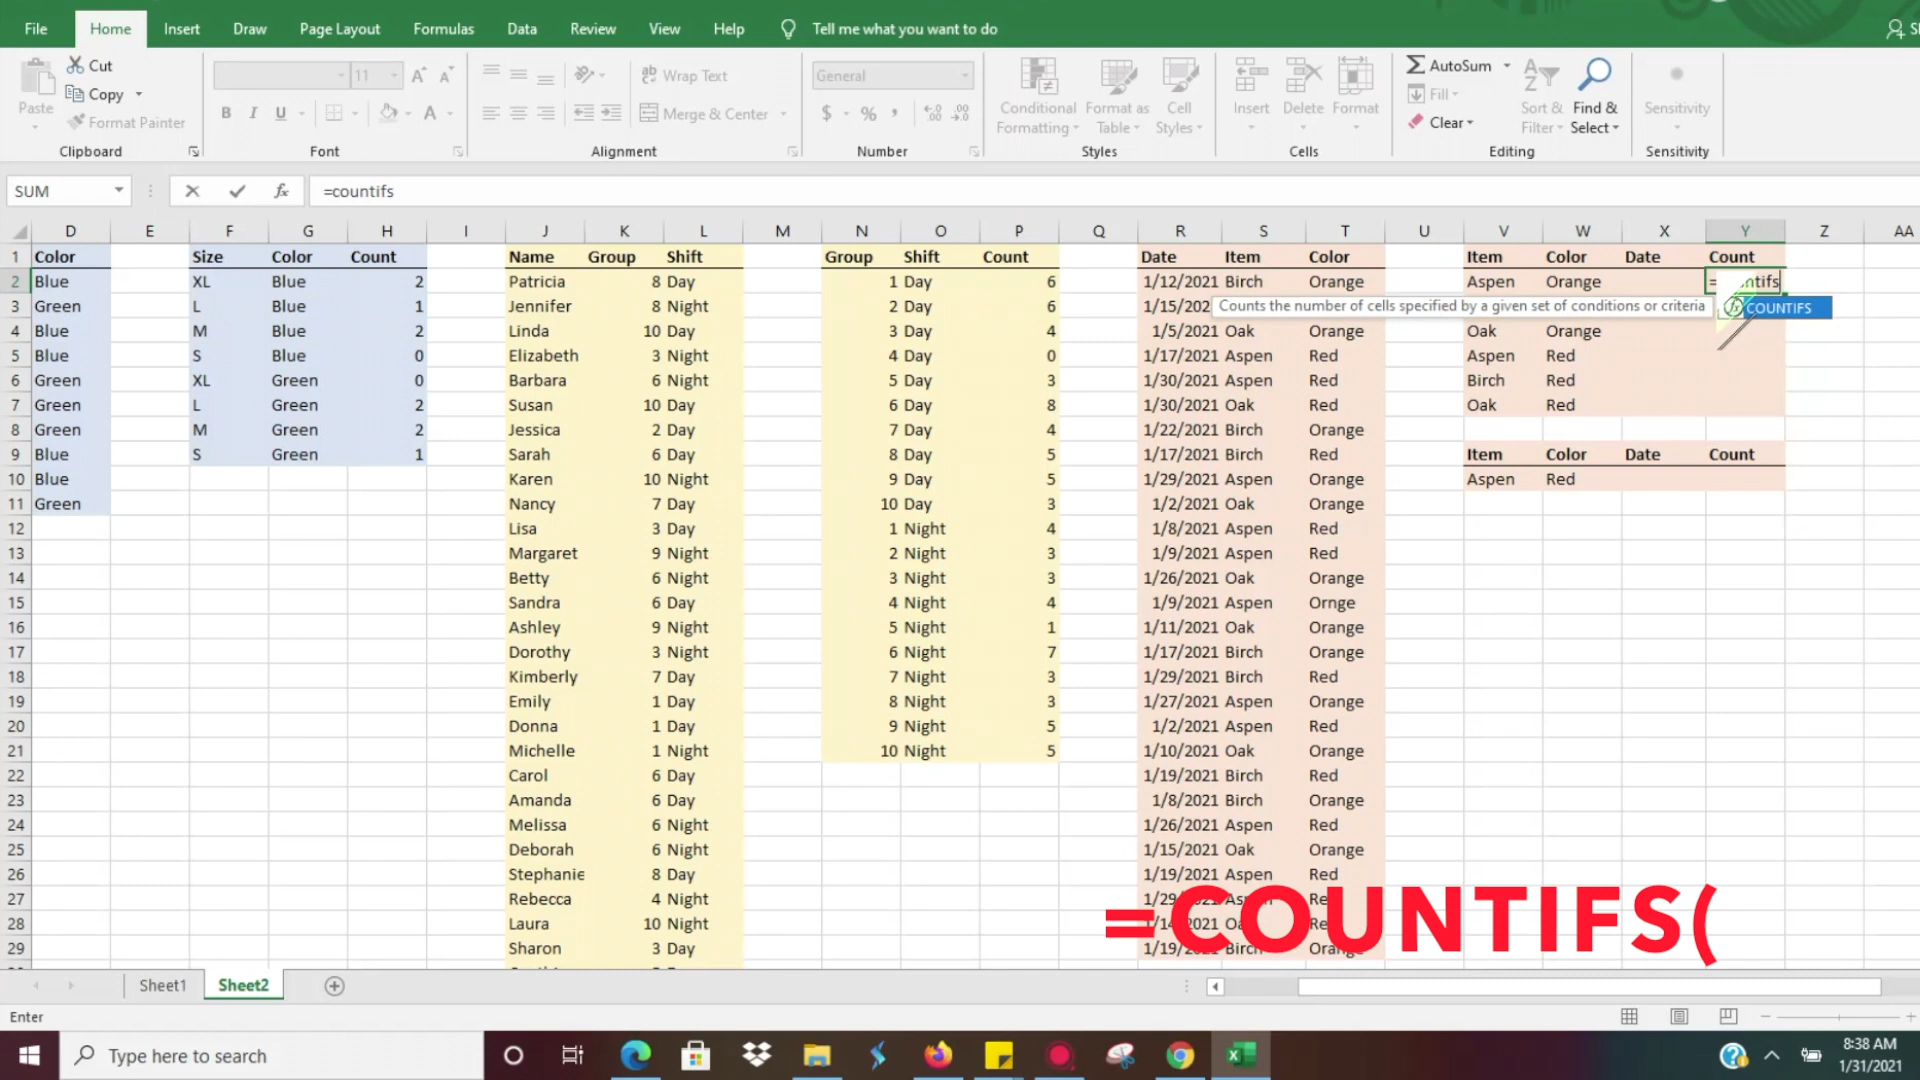 File Home Insert Draw Page Layout Formulas Data Review View Help Tell me what you want to do
Paste Cut Copy Format Painter Clipboard
11 B I U A Font
Wrap Text Merge & Center Alignment
General $ % , Number
Conditional Formatting Format as Table Cell Styles Styles
Insert Delete Format Cells
AutoSum Fill Clear Sort & Filter Find & Select Editing
Sensitivity Sensitivity
SUM fx =countifs
D E F G H I J K L M N O P Q R S T U V W X Y Z AA
1 Color Size Color Count Name Group Shift Group Shift Count Date Item Color Item Color Date Count
2 Blue XL Blue 2 Patricia 8 Day 1 Day 6 1/12/2021 Birch Orange Aspen Orange
3 Green L Blue 1 Jennifer 8 Night 2 Day 6 Counts the number of cells specified by a given set of conditions or criteria COUNTIFS
4 Blue M Blue 2 Linda 10 Day 3 Day 4 1/5/2021 Oak Orange Oak Orange
5 Blue S Blue 0 Elizabeth 3 Night 4 Day 0 1/17/2021 Aspen Red Aspen Red
6 Green XL Green 0 Barbara 6 Night 5 Day 3 1/30/2021 Aspen Red Birch Red
7 Green L Green 2 Susan 10 Day 6 Day 8 1/30/2021 Oak Red Oak Red
8 Green M Green 2 Jessica 2 Day 7 Day 4 1/22/2021 Birch Orange
9 Blue S Green 1 Sarah 6 Day 8 Day 5 1/17/2021 Birch Red Item Color Date Count
10 Blue Karen 10 Night 9 Day 5 1/29/2021 Aspen Orange Aspen Red
11 Green Nancy 7 Day 10 Day 3 1/2/2021 Oak Orange
12 Lisa 3 Day 1 Night 4 1/8/2021 Aspen Red
13 Margaret 9 Night 2 Night 3 1/9/2021 Aspen Red
14 Betty 6 Night 3 Night 3 1/26/2021 Oak Orange
15 Sandra 6 Day 4 Night 4 1/9/2021 Aspen Ornge
16 Ashley 9 Night 5 Night 1 1/11/2021 Oak Orange
17 Dorothy 3 Night 6 Night 7 1/17/2021 Birch Orange
18 Kimberly 7 Day 7 Night 3 1/29/2021 Birch Red
19 Emily 1 Day 8 Night 3 1/27/2021 Aspen Orange
20 Donna 1 Day 9 Night 5 1/2/2021 Aspen Red
21 Michelle 1 Night 10 Night 5 1/10/2021 Oak Orange
22 Carol 6 Day 1/19/2021 Birch Red
23 Amanda 6 Day 1/8/2021 Birch Orange
24 Melissa 6 Night 1/26/2021 Aspen Red
25 Deborah 6 Night 1/15/2021 Oak Orange
26 Stephanie 8 Day 1/19/2021 Aspen Red
27 Rebecca 4 Night
28 Laura 10 Night
29 Sharon 3 Day 1/19/2021 Birch
=COUNTIFS(
Sheet1 Sheet2
Enter
Type here to search 8:38 AM
1/31/2021